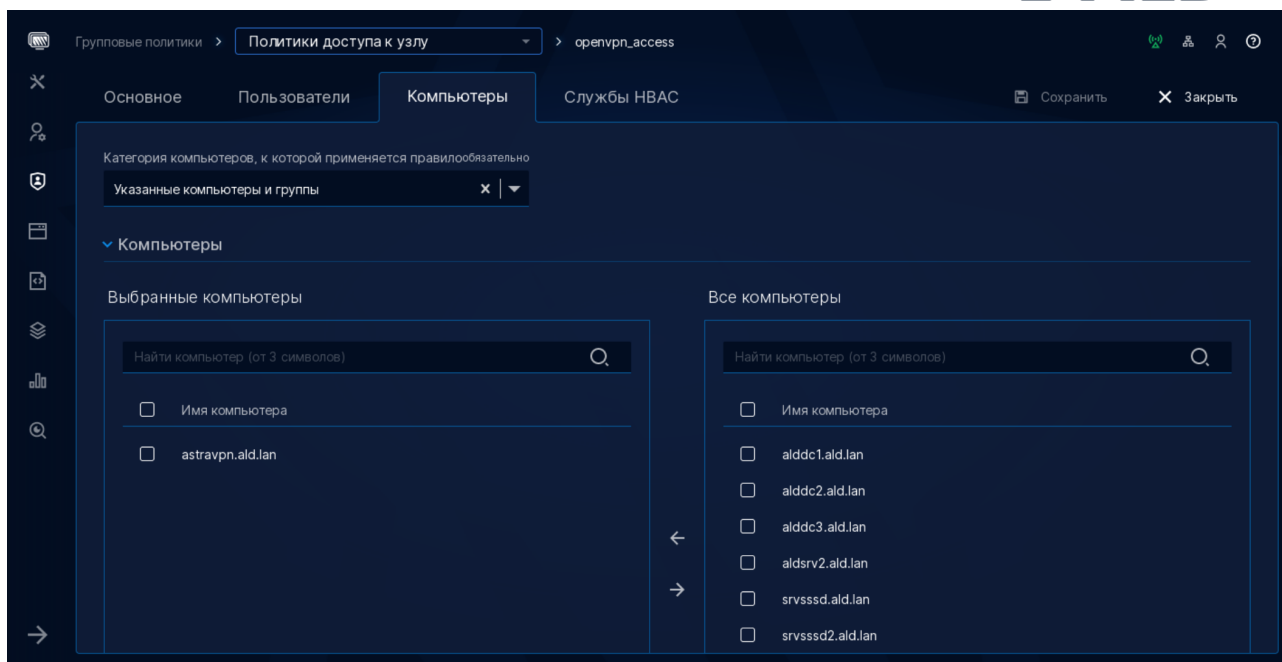 Групповые политики > Политики доступа к узлу > openvpn_access
Основное Пользователи Компьютеры Службы HBAC Сохранить Закрыть
Категория компьютеров, к которой применяется правило обязательно
Указанные компьютеры и группы
Компьютеры
Выбранные компьютеры
Найти компьютер (от 3 символов)
Имя компьютера
astravpn.ald.lan
Все компьютеры
Найти компьютер (от 3 символов)
Имя компьютера
alddc1.ald.lan
alddc2.ald.lan
alddc3.ald.lan
aldsrv2.ald.lan
srvsssd.ald.lan
srvsssd2.ald.lan